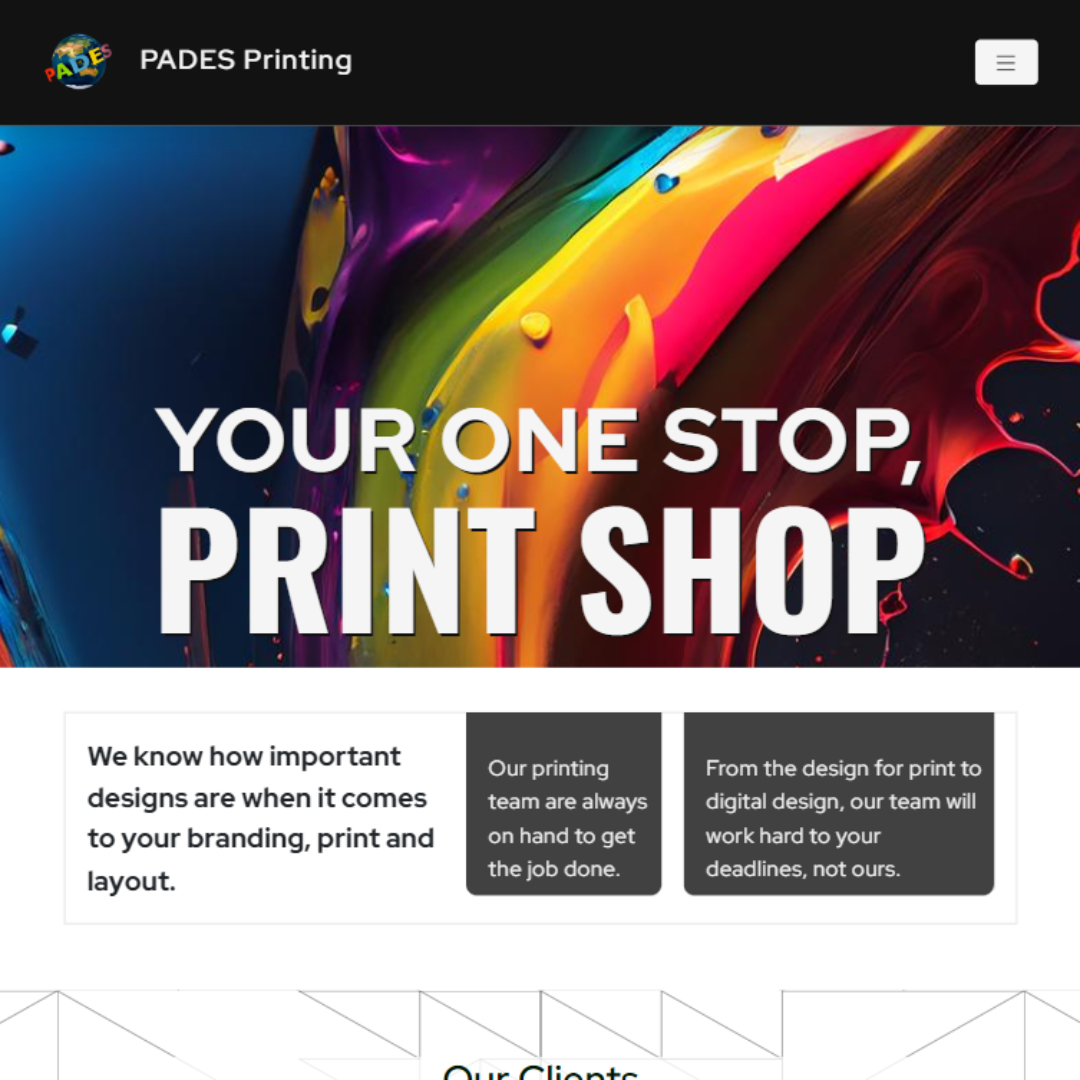 PADES
PADES Printing
YOUR ONE STOP,
PRINT SHOP
We know how important
designs are when it comes
to your branding, print and
layout.
Our printing
team are always
on hand to get
the job done.
From the design for print to
digital design, our team will
work hard to your
deadlines, not ours.
Our Clients